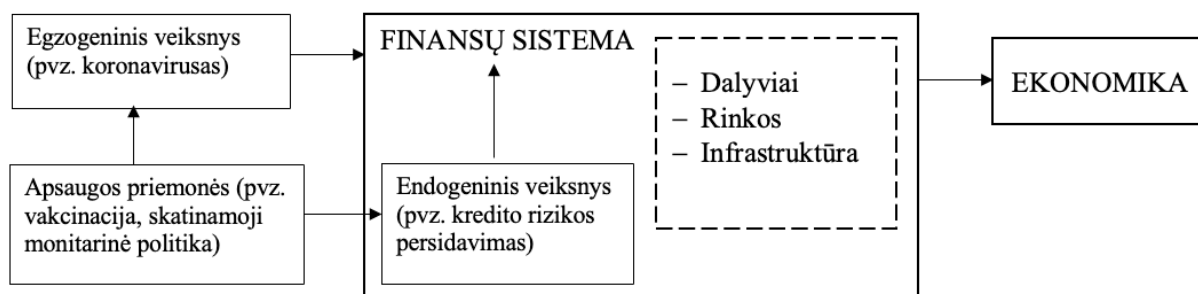 Egzogeninis veiksnys
(pvz. koronavirusas)
Apsaugos priemonės (pvz.
vakcinacija, skatinamoji
monitarinė politika)
FINANSŲ SISTEMA
Endogeninis veiksnys
(pvz. kredito rizikos
persidavimas)
– Dalyviai
– Rinkos
– Infrastruktūra
EKONOMIKA